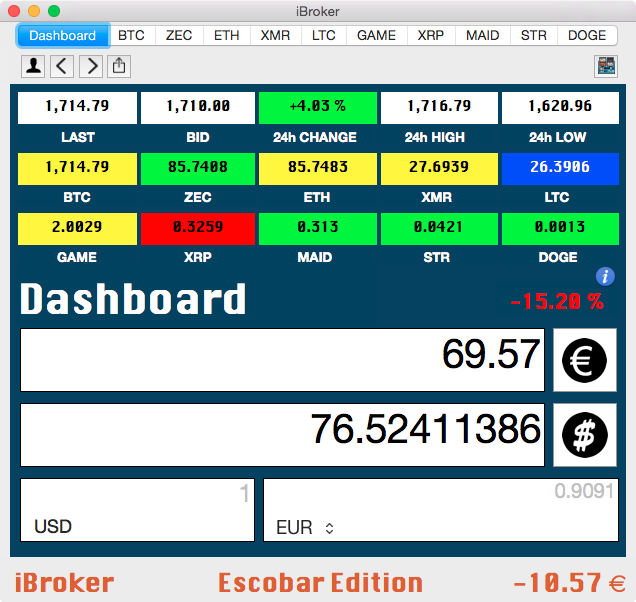 iBroker
Dashboard BTC ZEC ETH XMR LTC GAME XRP MAID STR DOGE
1,714.79 1,710.00 +4.03 % 1,716.79 1,620.96
LAST BID 24h CHANGE 24h HIGH 24h LOW
1,714.79 85.7408 85.7483 27.6939 26.3906
BTC ZEC ETH XMR LTC
2.0029 0.3259 0.313 0.0421 0.0013
GAME XRP MAID STR DOGE
i
Dashboard -15.20 %
69.57 €
76.52411386 $
1 0.9091
USD EUR
iBroker Escobar Edition -10.57 €